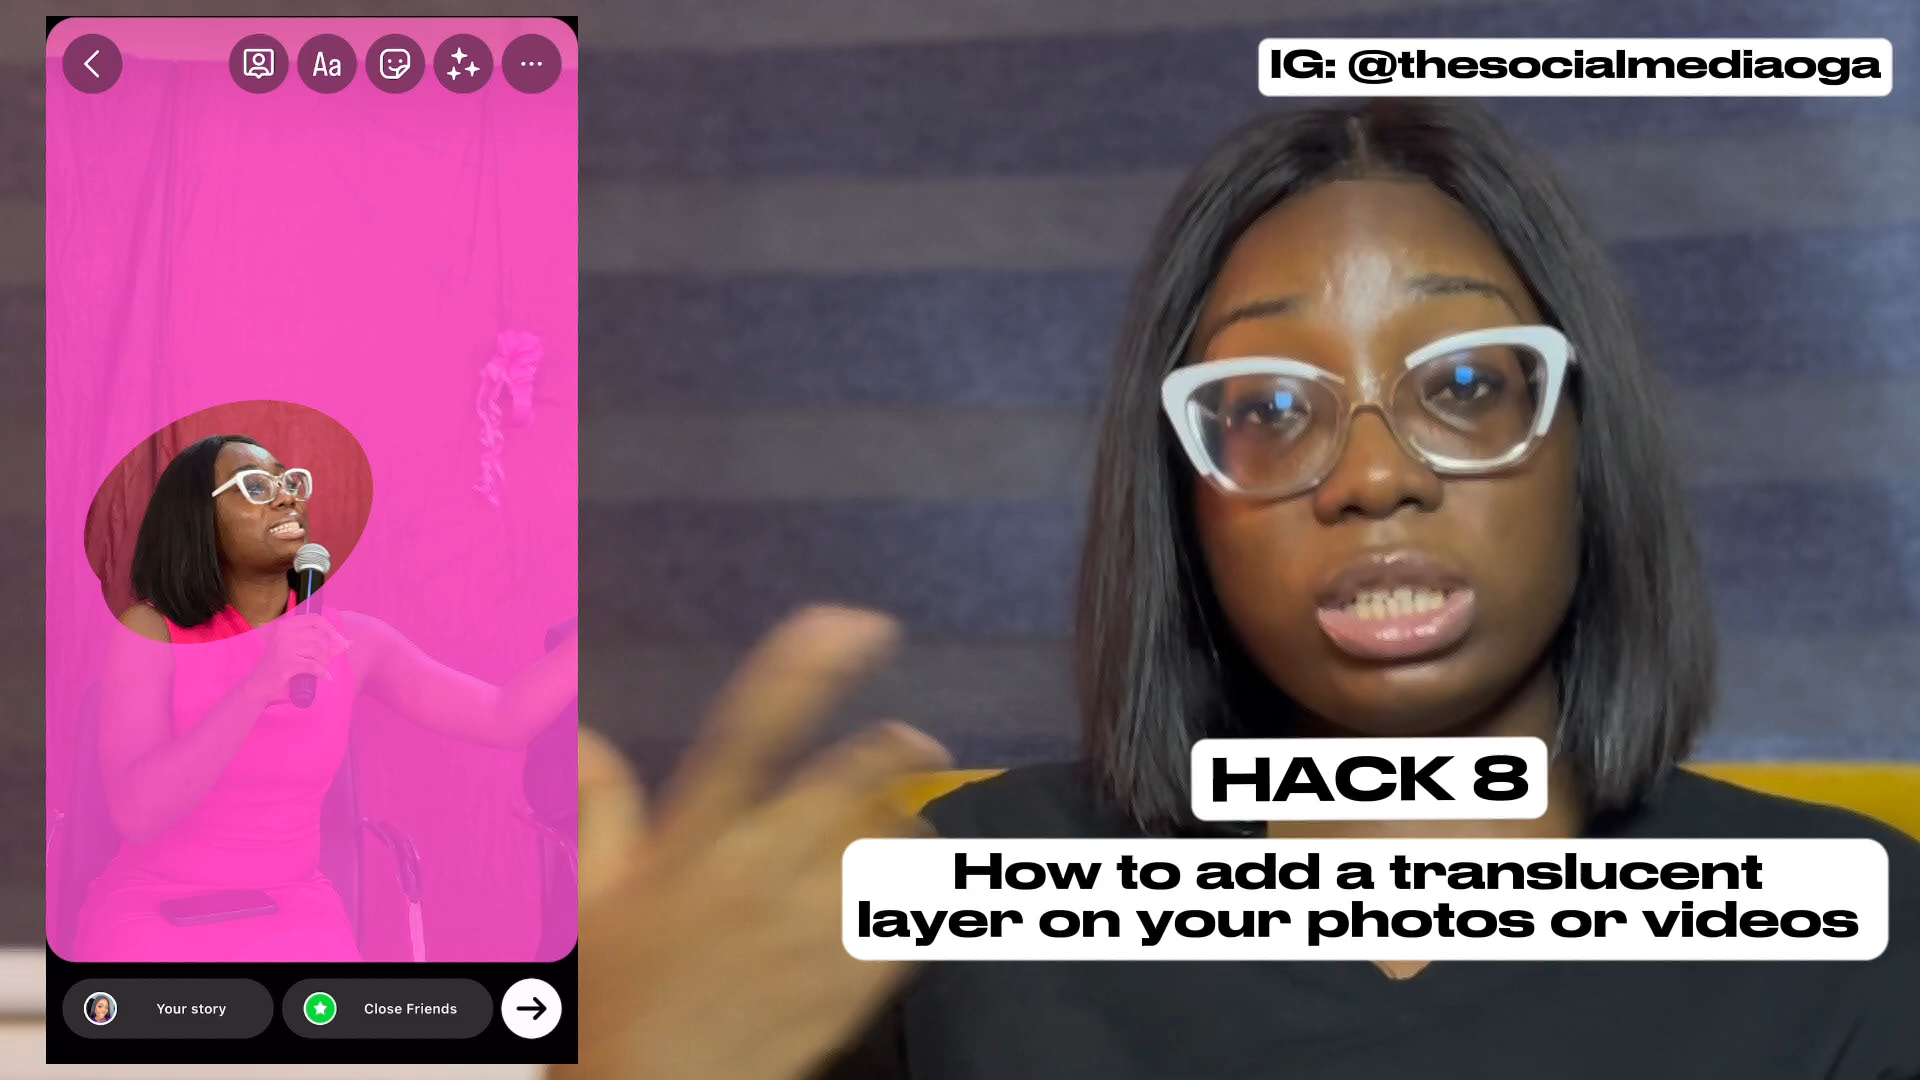 Aa
Your story
Close Friends
IG: @thesocialmediaoga
HACK 8
How to add a translucent
layer on your photos or videos